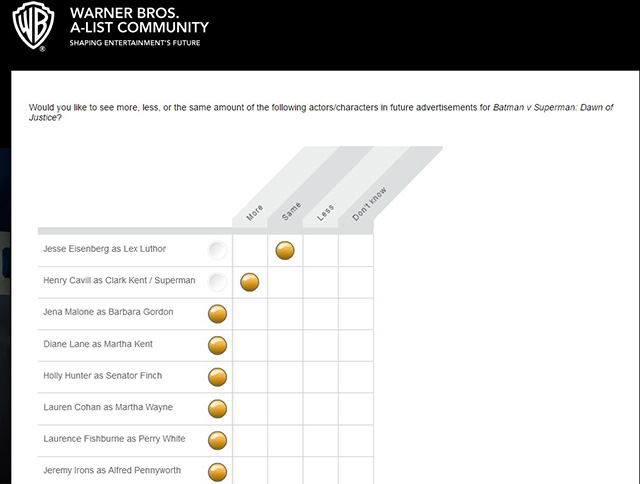 WB
WARNER BROS.
A-LIST COMMUNITY
SHAPING ENTERTAINMENT'S FUTURE
®
Would you like to see more, less, or the same amount of the following actors/characters in future advertisements for Batman v Superman: Dawn of
Justice?
More Same Less Don't know
Jesse Eisenberg as Lex Luthor
Henry Cavill as Clark Kent / Superman
Jena Malone as Barbara Gordon
Diane Lane as Martha Kent
Holly Hunter as Senator Finch
Lauren Cohan as Martha Wayne
Laurence Fishburne as Perry White
Jeremy Irons as Alfred Pennyworth